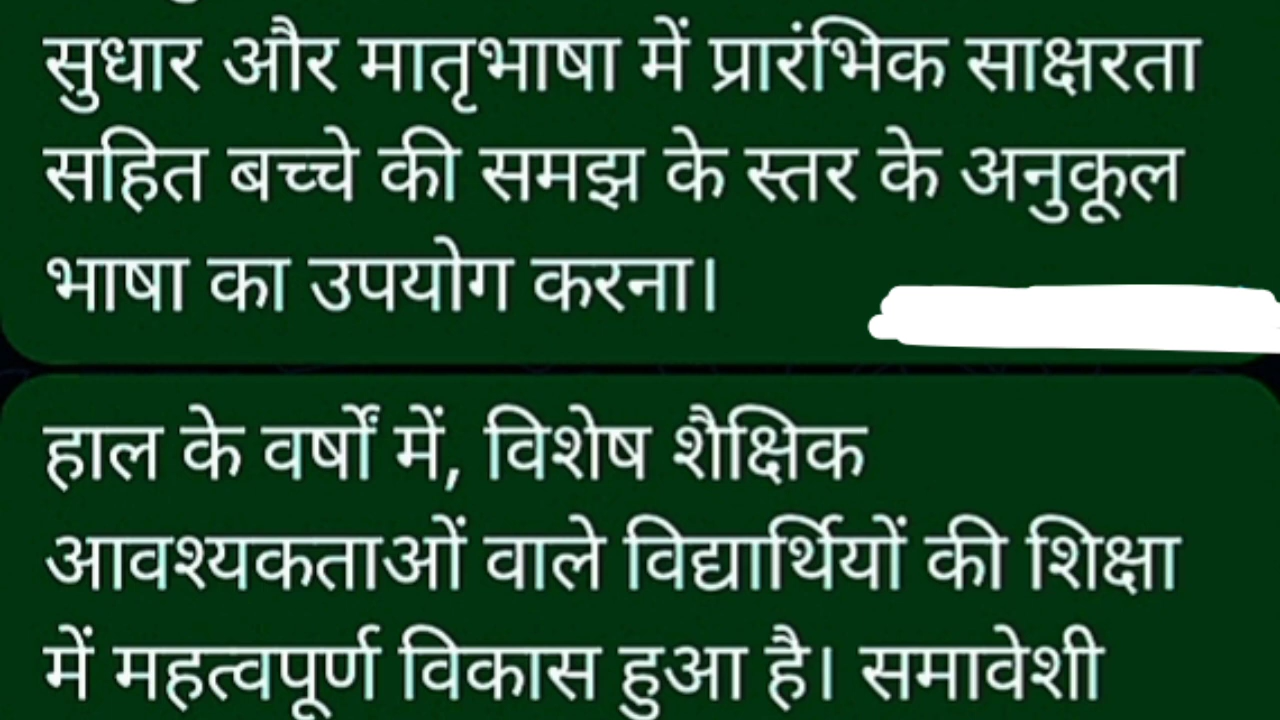 सुधार और मातृभाषा में प्रारंभिक साक्षरता
सहित बच्चे की समझ के स्तर के अनुकूल
भाषा का उपयोग करना।
हाल के वर्षों में, विशेष शैक्षिक
आवश्यकताओं वाले विद्यार्थियों की शिक्षा
में महत्वपूर्ण विकास हुआ है। समावेशी